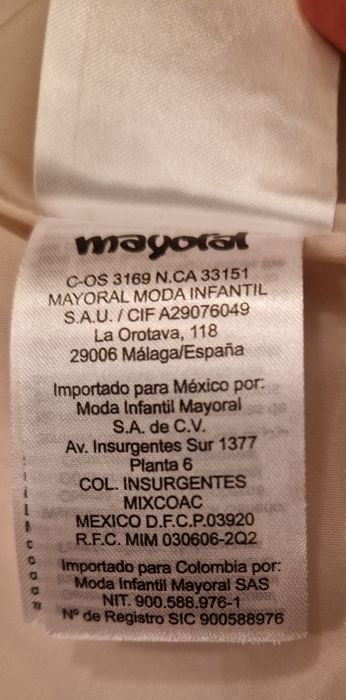 mayoral
C-OS 3169 N.CA 33151
MAYORAL MODA INFANTIL
S.A.U. / CIF A29076049
La Orotava, 118
29006 Málaga/España
Importado para México por:
Moda Infantil Mayoral
S.A. de C.V.
Av. Insurgentes Sur 1377
Planta 6
COL. INSURGENTES
MIXCOAC
MEXICO D.F.C.P.03920
R.F.C. MIM 030606-2Q2
Importado para Colombia por:
Moda Infantil Mayoral SAS
NIT. 900.588.976-1
Nº de Registro SIC 900588976